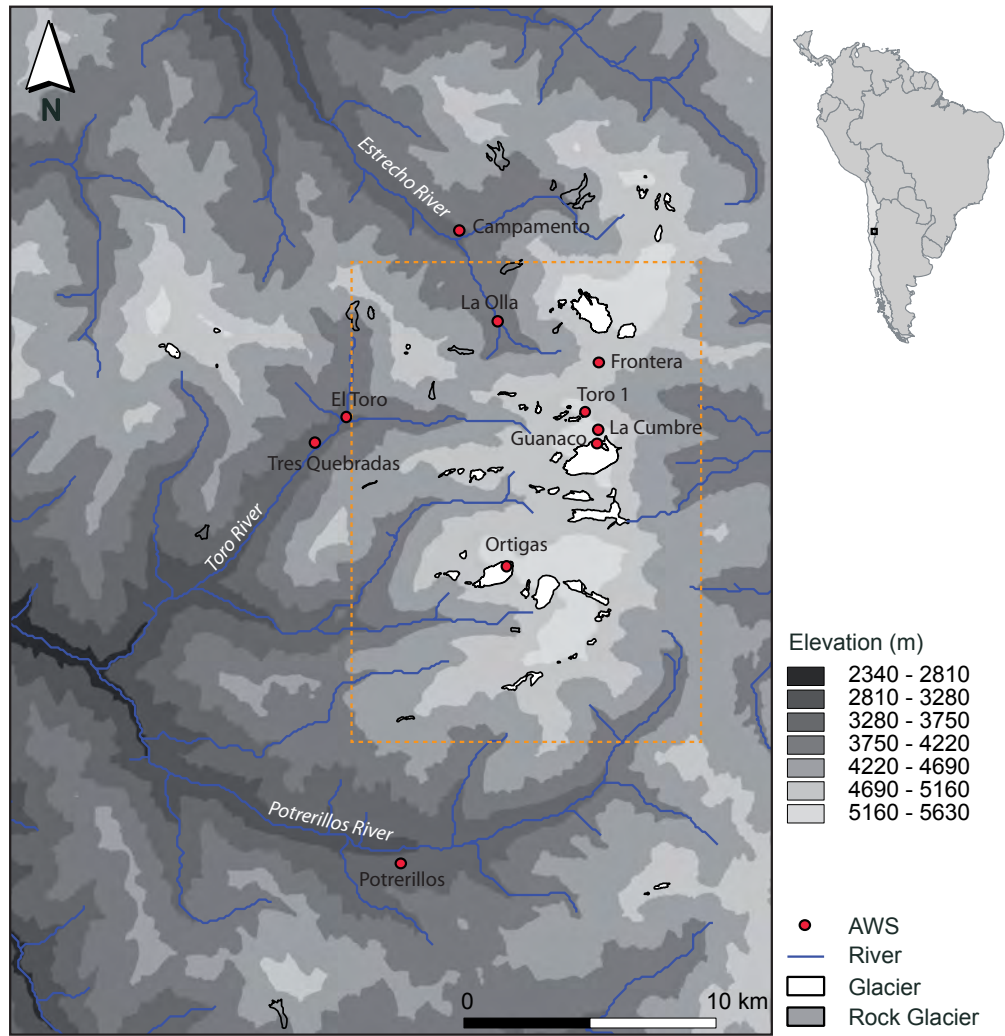 N
Estrecho River
Campamento
La Olla
Frontera
El Toro
Toro 1
La Cumbre
Guanaco
Tres Quebradas
Toro River
Ortigas
Potrerillos River
Potrerillos
0 10 km
Elevation (m)
2340 - 2810
2810 - 3280
3280 - 3750
3750 - 4220
4220 - 4690
4690 - 5160
5160 - 5630
AWS
River
Glacier
Rock Glacier